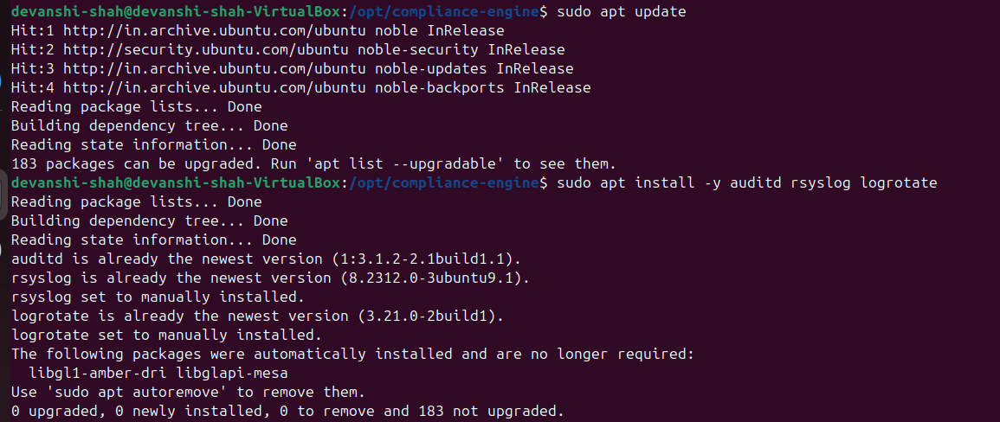 devanshi-shah@devanshi-shah-VirtualBox:/opt/compliance-engine$ sudo apt update
Hit:1 http://in.archive.ubuntu.com/ubuntu noble InRelease
Hit:2 http://security.ubuntu.com/ubuntu noble-security InRelease
Hit:3 http://in.archive.ubuntu.com/ubuntu noble-updates InRelease
Hit:4 http://in.archive.ubuntu.com/ubuntu noble-backports InRelease
Reading package lists... Done
Building dependency tree... Done
Reading state information... Done
183 packages can be upgraded. Run 'apt list --upgradable' to see them.
devanshi-shah@devanshi-shah-VirtualBox:/opt/compliance-engine$ sudo apt install -y auditd rsyslog logrotate
Reading package lists... Done
Building dependency tree... Done
Reading state information... Done
auditd is already the newest version (1:3.1.2-2.1build1.1).
rsyslog is already the newest version (8.2312.0-3ubuntu9.1).
rsyslog set to manually installed.
logrotate is already the newest version (3.21.0-2build1).
logrotate set to manually installed.
The following packages were automatically installed and are no longer required:
  libgl1-amber-dri libglapi-mesa
Use 'sudo apt autoremove' to remove them.
0 upgraded, 0 newly installed, 0 to remove and 183 not upgraded.